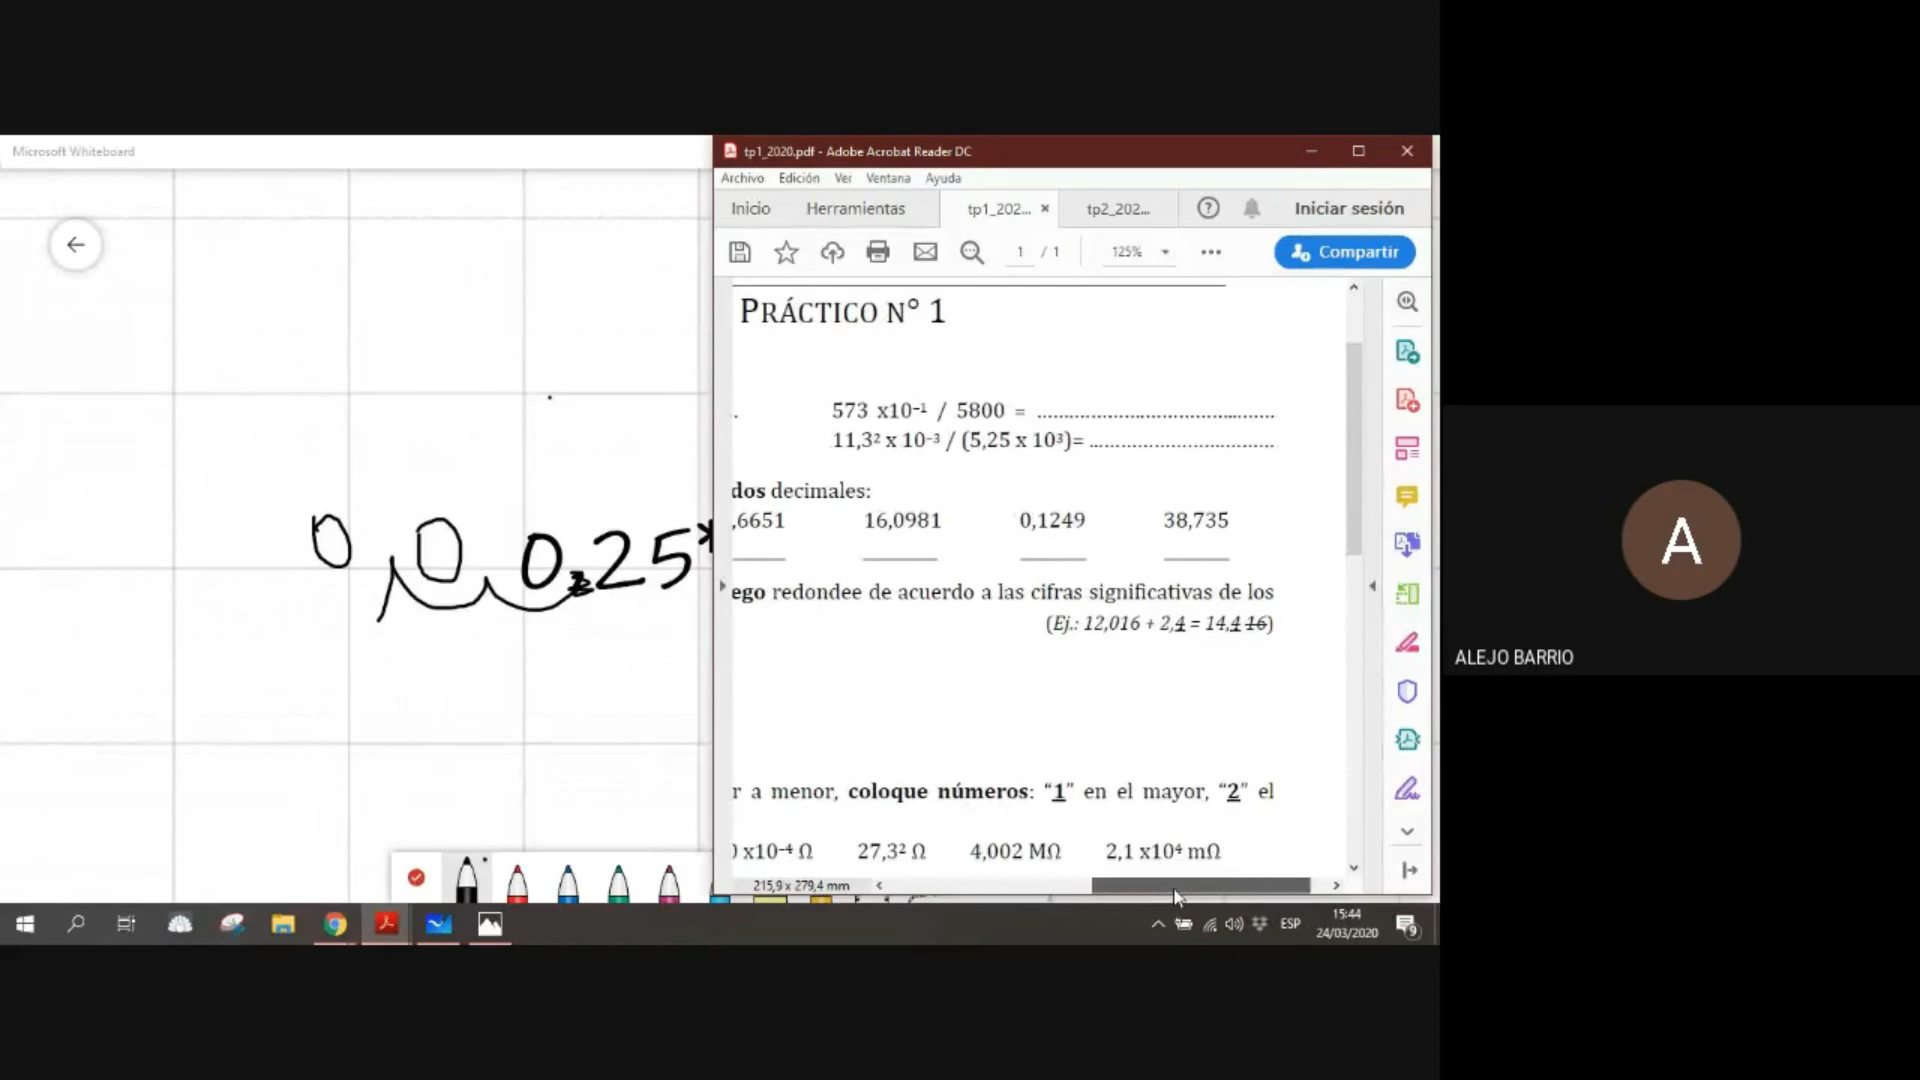 Microsoft Whiteboard
0,0 0,25*
tp1_2020.pdf - Adobe Acrobat Reader DC
Archivo Edición Ver Ventana Ayuda
Inicio Herramientas tp1_202... × tp2_202... Iniciar sesión
1 / 1 125% Compartir
PRÁCTICO N° 1
. 573 x10⁻¹ / 5800 = ..........................................
11,3² x 10⁻³ / (5,25 x 10³)= .................................
dos decimales:
,6651 16,0981 0,1249 38,735
ego redondee de acuerdo a las cifras significativas de los
(Ej.: 12,016 + 2,4 = 14,4 16)
r a menor, coloque números: “1” en el mayor, “2” el
0 x10⁻⁴ Ω 27,3² Ω 4,002 MΩ 2,1 x10⁴ mΩ
215,9 x 279,4 mm
ESP 15:44
24/03/2020 9
A
ALEJO BARRIO